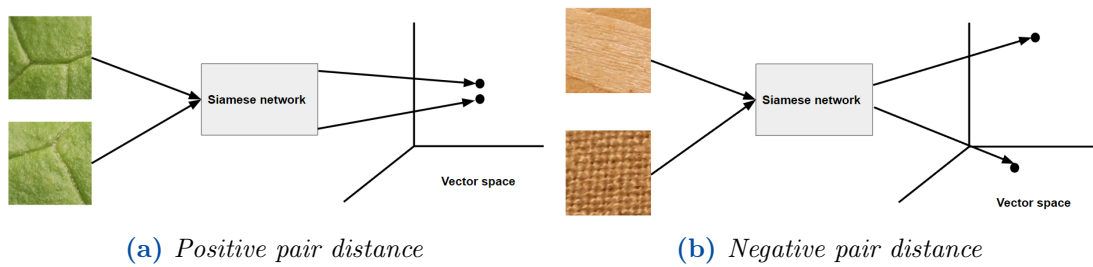 Siamese network
Vector space
(a) Positive pair distance
Siamese network
Vector space
(b) Negative pair distance